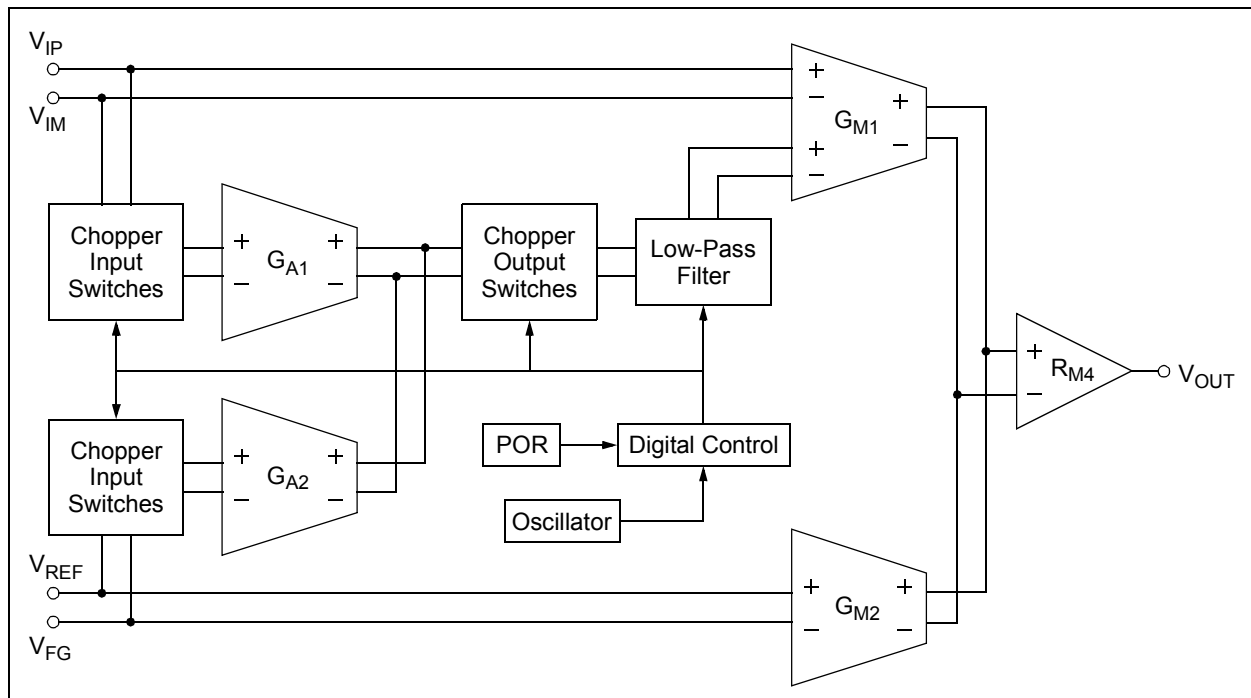 V_IP
V_IM
+
−
+
−
G_M1
+
−
Chopper
Input
Switches
+
−
G_A1
+
−
Chopper
Output
Switches
Low-Pass
Filter
+
−
R_M4
V_OUT
Chopper
Input
Switches
+
−
G_A2
+
−
POR
Digital Control
Oscillator
V_REF
V_FG
+
−
G_M2
+
−